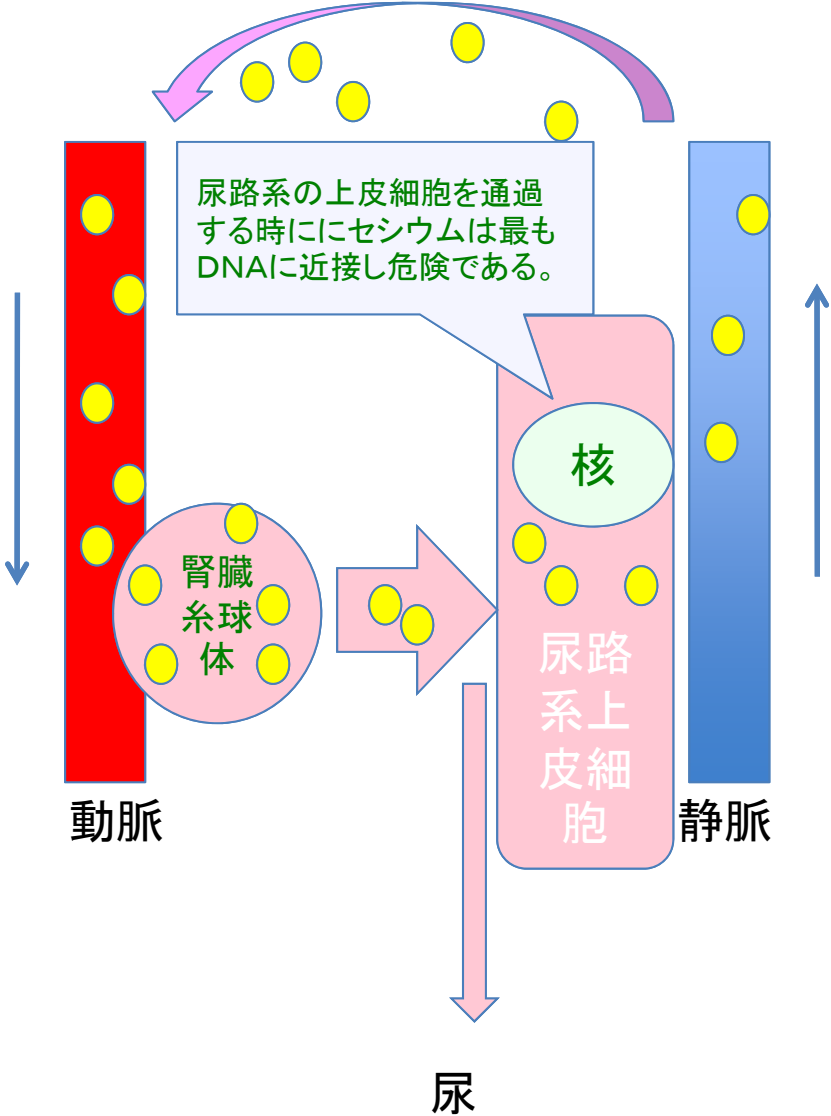 尿路系の上皮細胞を通過
する時ににセシウムは最も
DNAに近接し危険である。
核
腎臓
糸球
体
尿路
系上
皮細
胞
動脈
静脈
尿